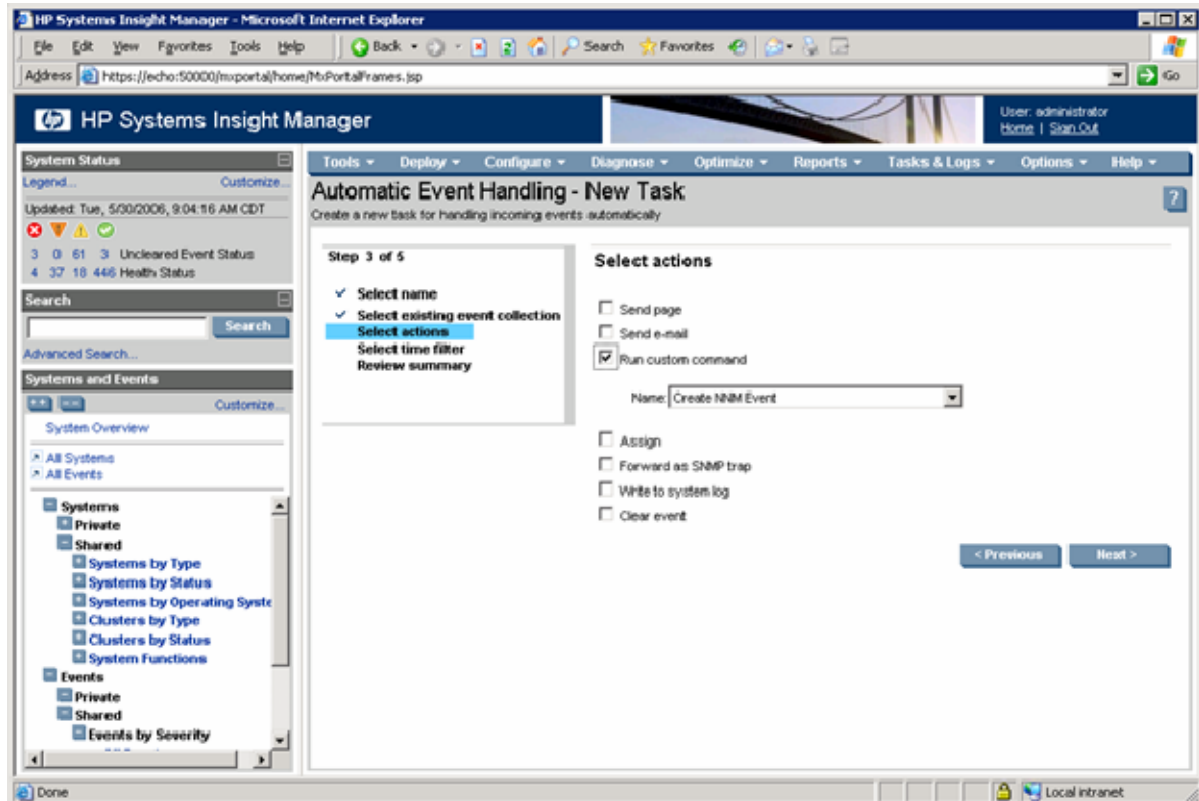 HP Systems Insight Manager - Microsoft Internet Explorer
File Edit View Favorites Tools Help Back Search Favorites
Address https://echo:50000/mxportal/home/MxPortalFrames.jsp Go
hp HP Systems Insight Manager
User: administrator
Home | Sign Out
System Status
Legend... Customize...
Updated: Tue, 5/30/2006, 9:04:16 AM CDT
3 0 61 3 Uncleared Event Status
4 37 18 446 Health Status
Search
Search
Advanced Search...
Systems and Events
Customize...
System Overview
All Systems
All Events
Systems
Private
Shared
Systems by Type
Systems by Status
Systems by Operating Syste
Clusters by Type
Clusters by Status
System Functions
Events
Private
Shared
Events by Severity
Tools Deploy Configure Diagnose Optimize Reports Tasks & Logs Options Help
Automatic Event Handling - New Task
?
Create a new task for handling incoming events automatically
Step 3 of 5
Select name
Select existing event collection
Select actions
Select time filter
Review summary
Select actions
Send page
Send e-mail
Run custom command
Name: Create NNM Event
Assign
Forward as SNMP trap
Write to system log
Clear event
< Previous Next >
Done Local intranet